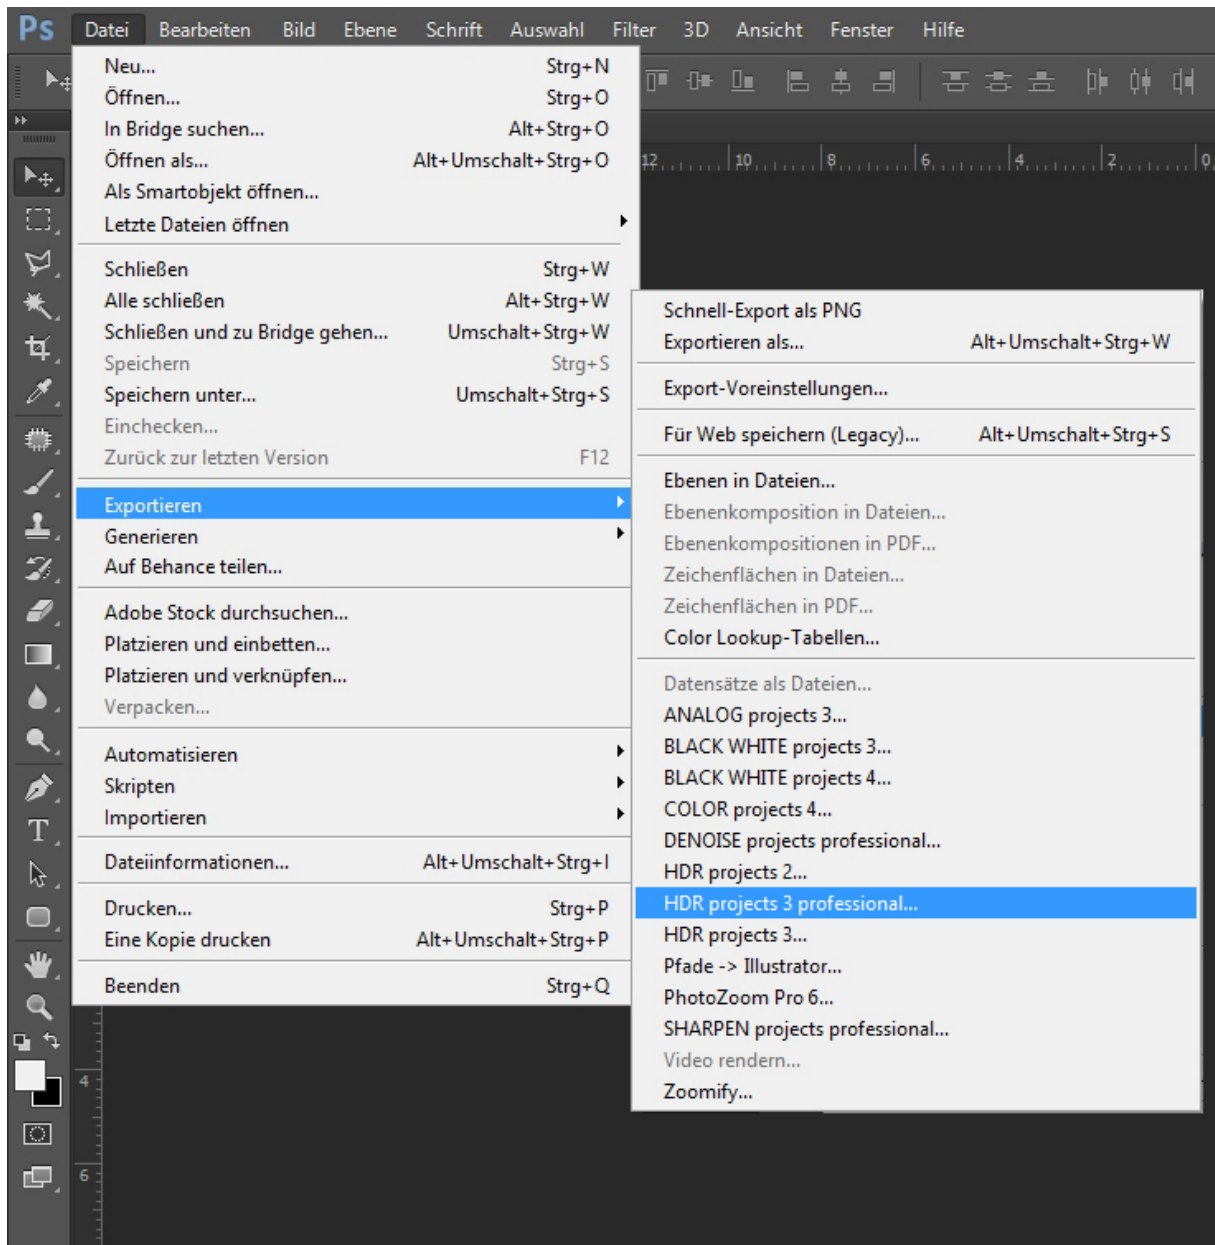 Ps Datei Bearbeiten Bild Ebene Schrift Auswahl Filter 3D Ansicht Fenster Hilfe
Neu... Strg+N
Öffnen... Strg+O
In Bridge suchen... Alt+Strg+O
Öffnen als... Alt+Umschalt+Strg+O
Als Smartobjekt öffnen...
Letzte Dateien öffnen
Schließen Strg+W
Alle schließen Alt+Strg+W
Schließen und zu Bridge gehen... Umschalt+Strg+W
Speichern Strg+S
Speichern unter... Umschalt+Strg+S
Einchecken...
Zurück zur letzten Version F12
Exportieren
Generieren
Auf Behance teilen...
Adobe Stock durchsuchen...
Platzieren und einbetten...
Platzieren und verknüpfen...
Verpacken...
Automatisieren
Skripten
Importieren
Dateiinformationen... Alt+Umschalt+Strg+I
Drucken... Strg+P
Eine Kopie drucken Alt+Umschalt+Strg+P
Beenden Strg+Q
12 10 8 6 4 2 0
Schnell-Export als PNG
Exportieren als... Alt+Umschalt+Strg+W
Export-Voreinstellungen...
Für Web speichern (Legacy)... Alt+Umschalt+Strg+S
Ebenen in Dateien...
Ebenenkomposition in Dateien...
Ebenenkompositionen in PDF...
Zeichenflächen in Dateien...
Zeichenflächen in PDF...
Color Lookup-Tabellen...
Datensätze als Dateien...
ANALOG projects 3...
BLACK WHITE projects 3...
BLACK WHITE projects 4...
COLOR projects 4...
DENOISE projects professional...
HDR projects 2...
HDR projects 3 professional...
HDR projects 3...
Pfade -> Illustrator...
PhotoZoom Pro 6...
SHARPEN projects professional...
Video rendern...
Zoomify...
4
6